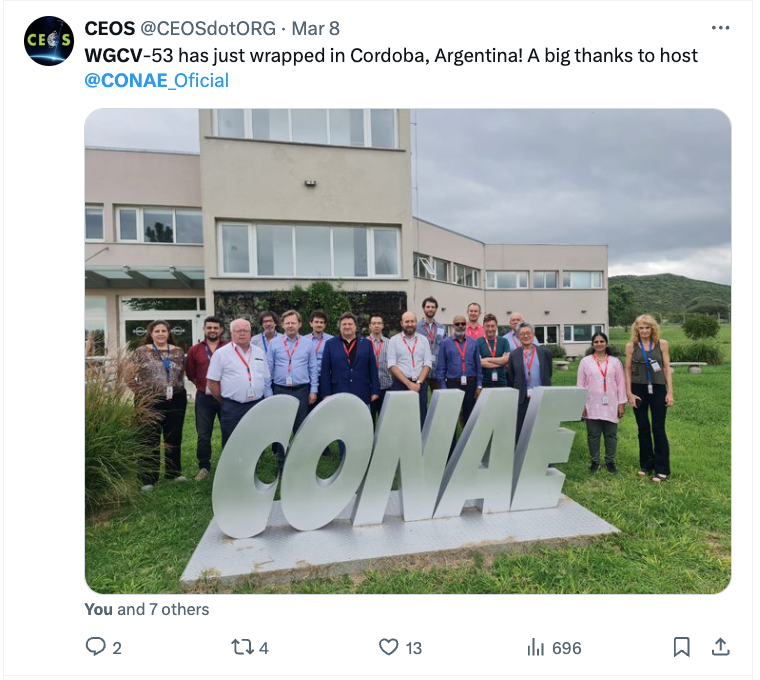 CEOS
CEOS @CEOSdotORG · Mar 8
WGCV-53 has just wrapped in Cordoba, Argentina! A big thanks to host
@CONAE_Oficial
CONAE
You and 7 others
2 4 13 696